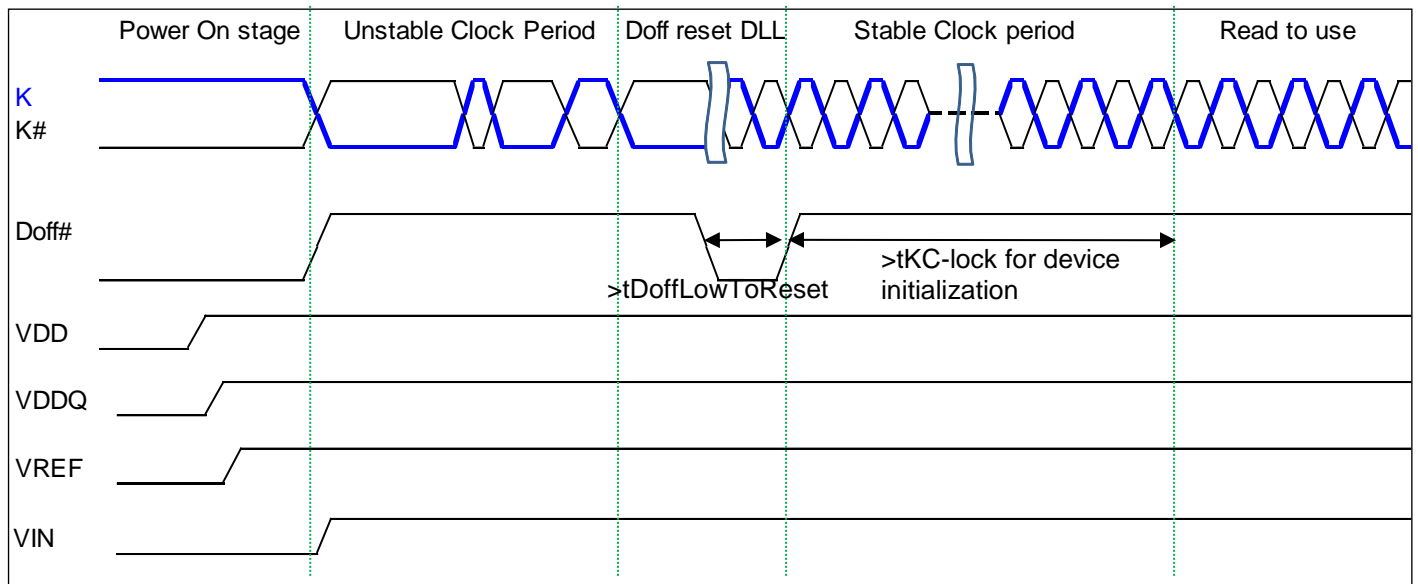 Power On stage
Unstable Clock Period
Doff reset DLL
Stable Clock period
Read to use
K
K#
Doff#
>tDoffLowToReset
>tKC-lock for device
initialization
VDD
VDDQ
VREF
VIN